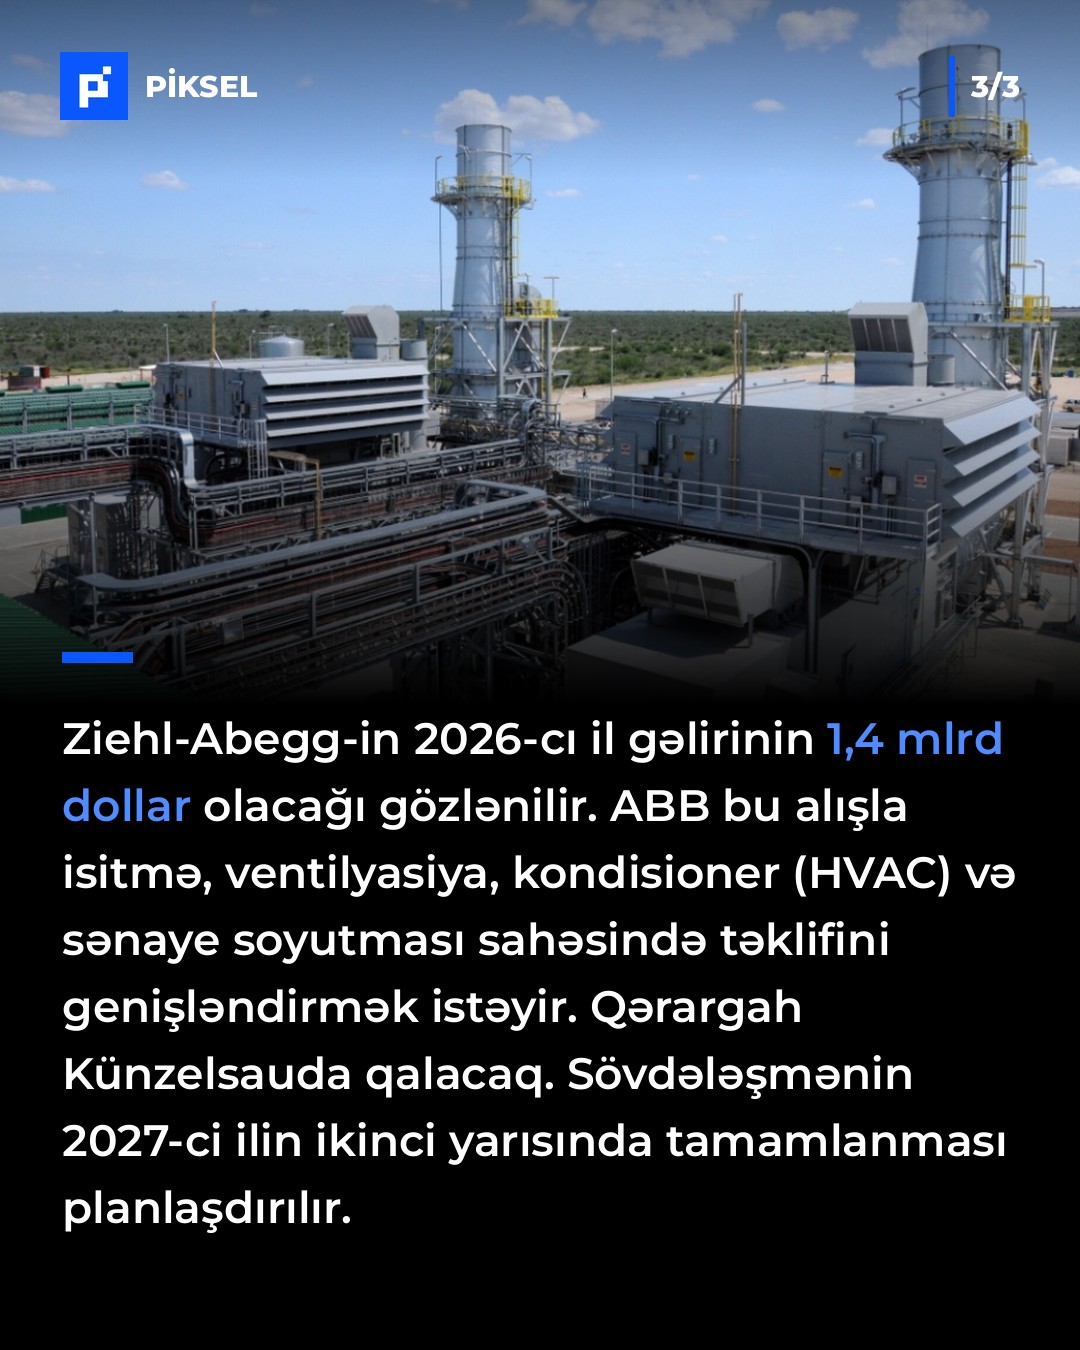 PİKSEL
3/3
Ziehl-Abegg-in 2026-cı il gəlirinin 1,4 mlrd
dollar olacağı gözlənilir. ABB bu alışla
isitmə, ventilyasiya, kondisioner (HVAC) və
sənaye soyutması sahəsində təklifini
genişləndirmək istəyir. Qərargah
Künzelsauda qalacaq. Sövdələşmənin
2027-ci ilin ikinci yarısında tamamlanması
planlaşdırılır.